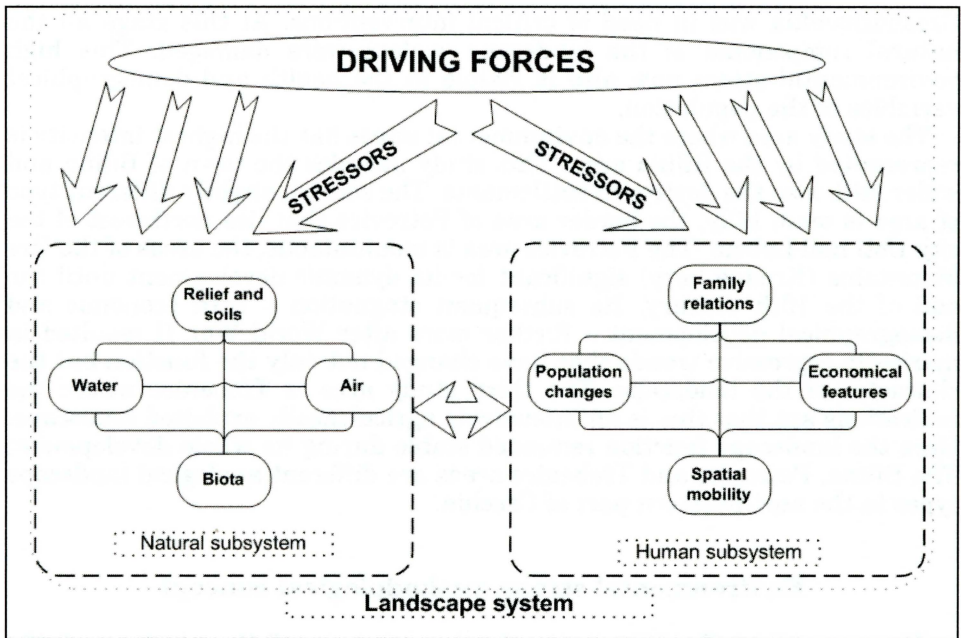 DRIVING FORCES
STRESSORS
STRESSORS
Relief and
soils
Water
Air
Biota
Natural subsystem
Family
relations
Population
changes
Economical
features
Spatial
mobility
Human subsystem
Landscape system